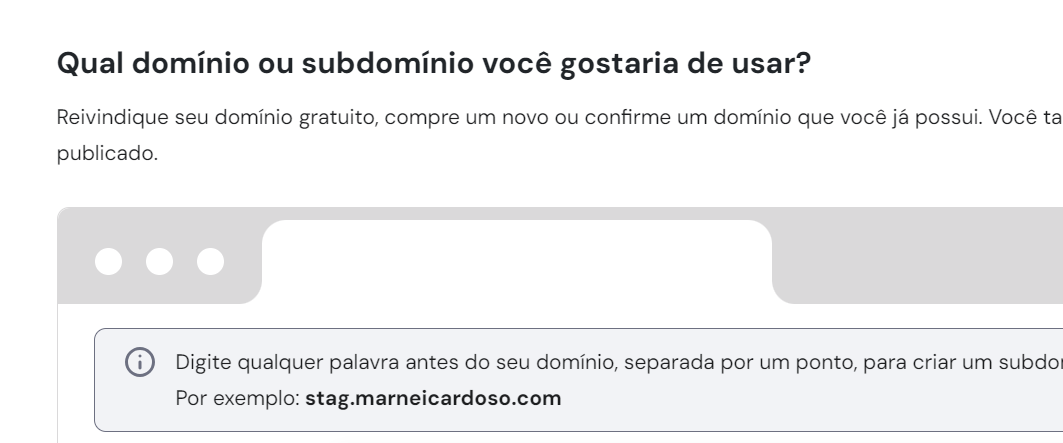 Qual domínio ou subdomínio você gostaria de usar?
Reivindique seu domínio gratuito, compre um novo ou confirme um domínio que você já possui. Você ta
publicado.
Digite qualquer palavra antes do seu domínio, separada por um ponto, para criar um subdo
Por exemplo: stag.marneicardoso.com